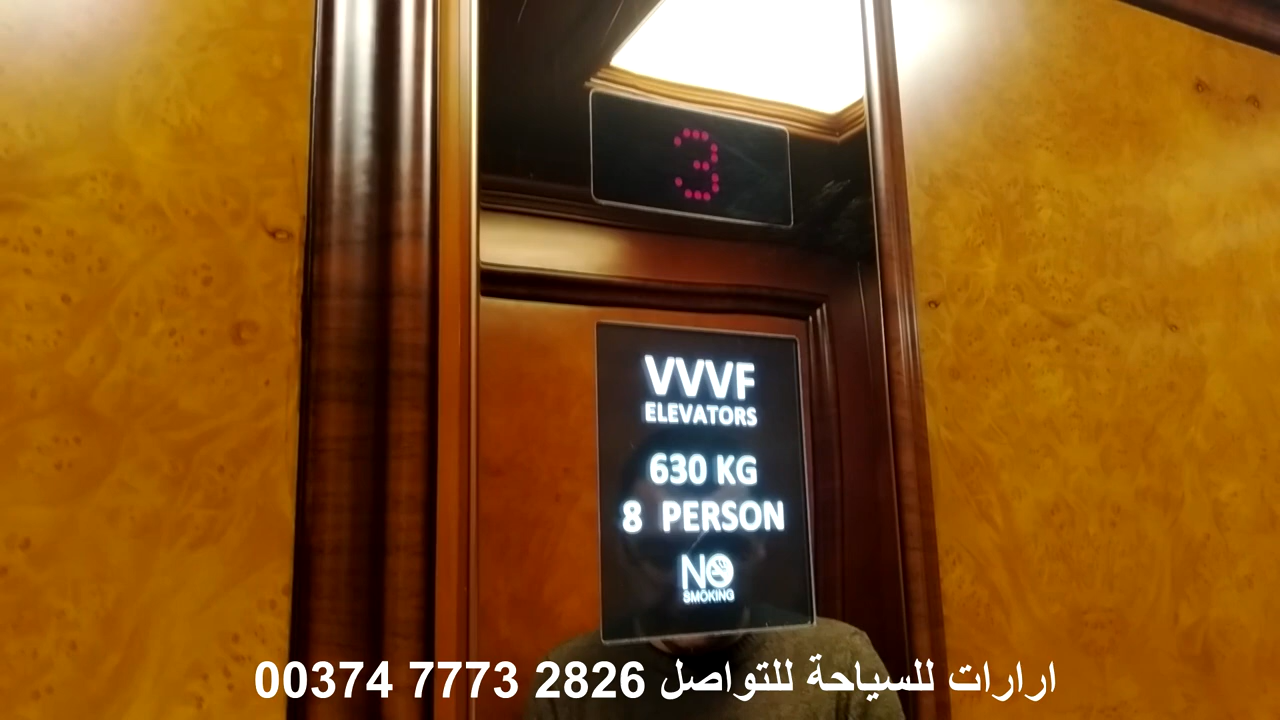 3
VVVF
ELEVATORS
630 KG
8 PERSON
NO
SMOKING
ارارات للسياحة للتواصل 2826 7773 00374